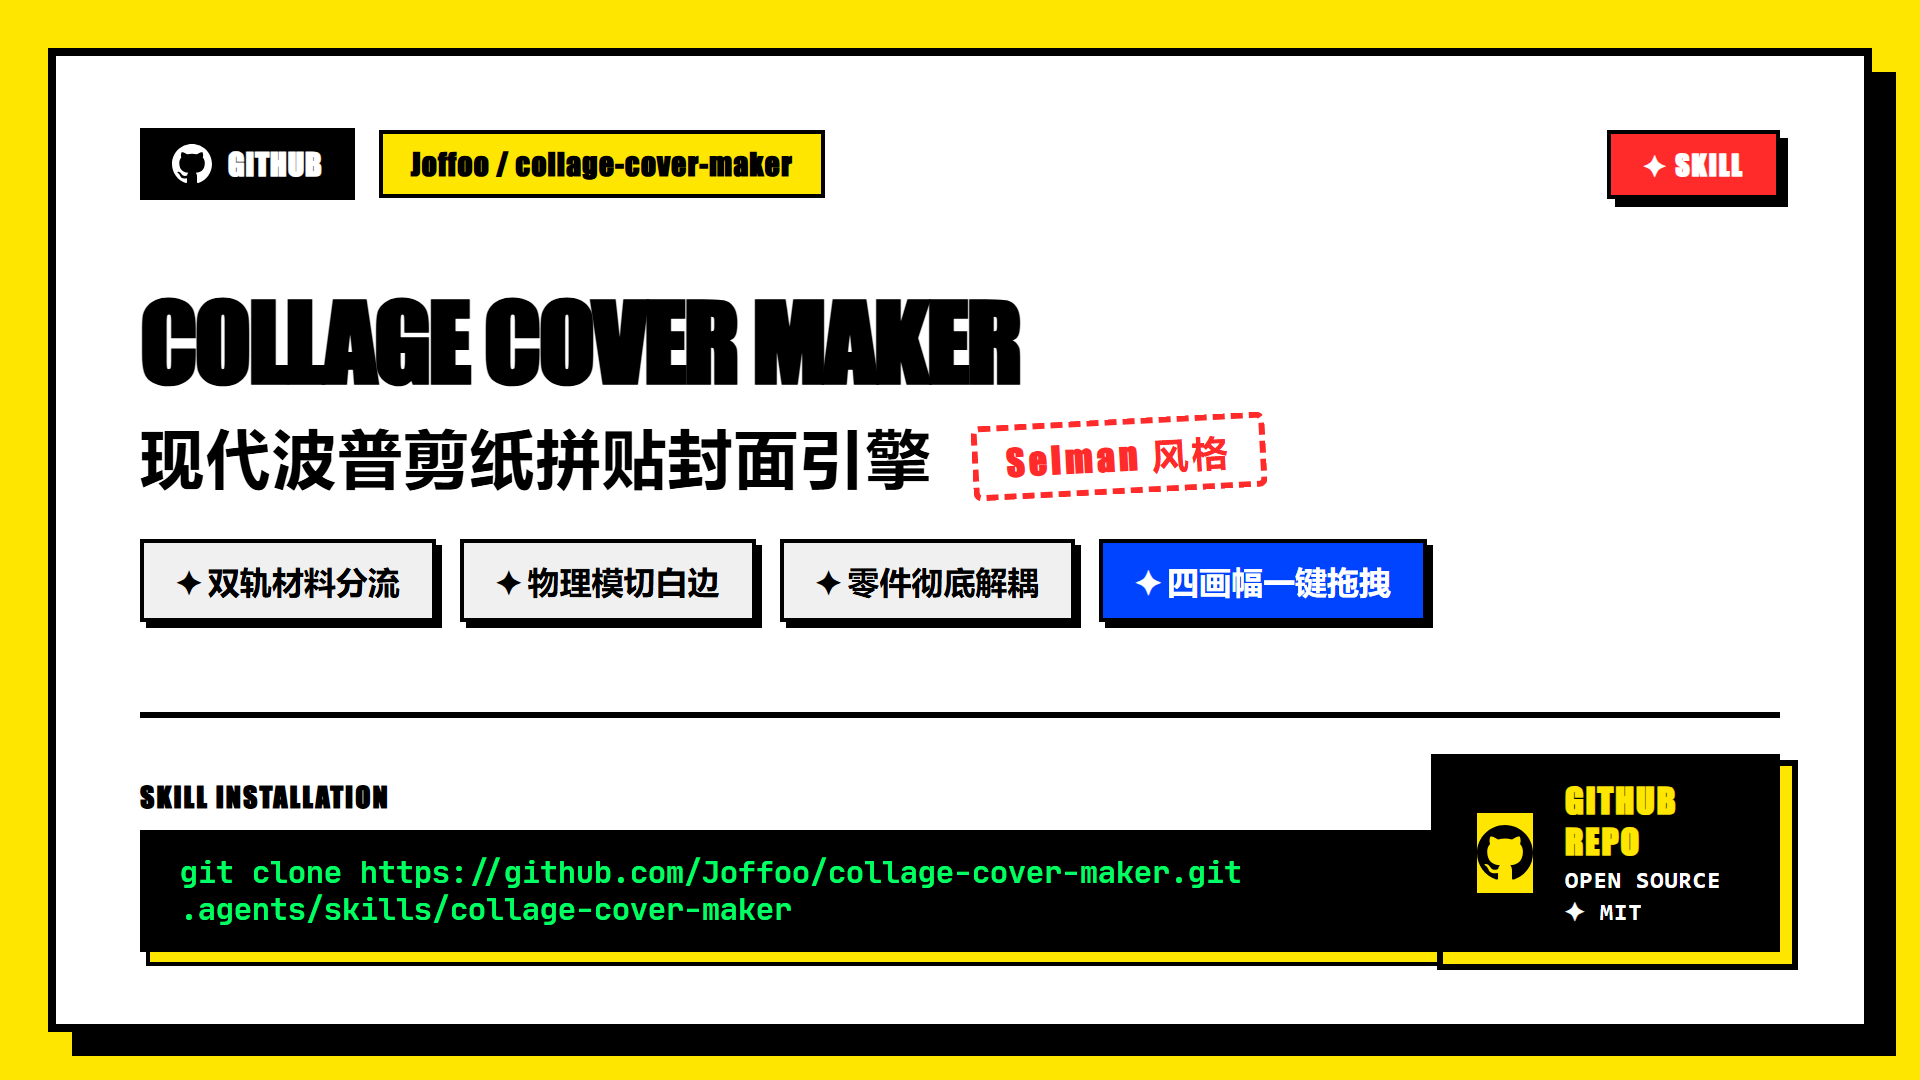 GITHUB
Joffoo / collage-cover-maker
✦ SKILL
COLLAGE COVER MAKER
现代波普剪纸拼贴封面引擎
Selman 风格
✦ 双轨材料分流
✦ 物理模切白边
✦ 零件彻底解耦
✦ 四画幅一键拖拽
SKILL INSTALLATION
git clone https://github.com/Joffoo/collage-cover-maker.git
.agents/skills/collage-cover-maker
GITHUB
REPO
OPEN SOURCE
✦ MIT